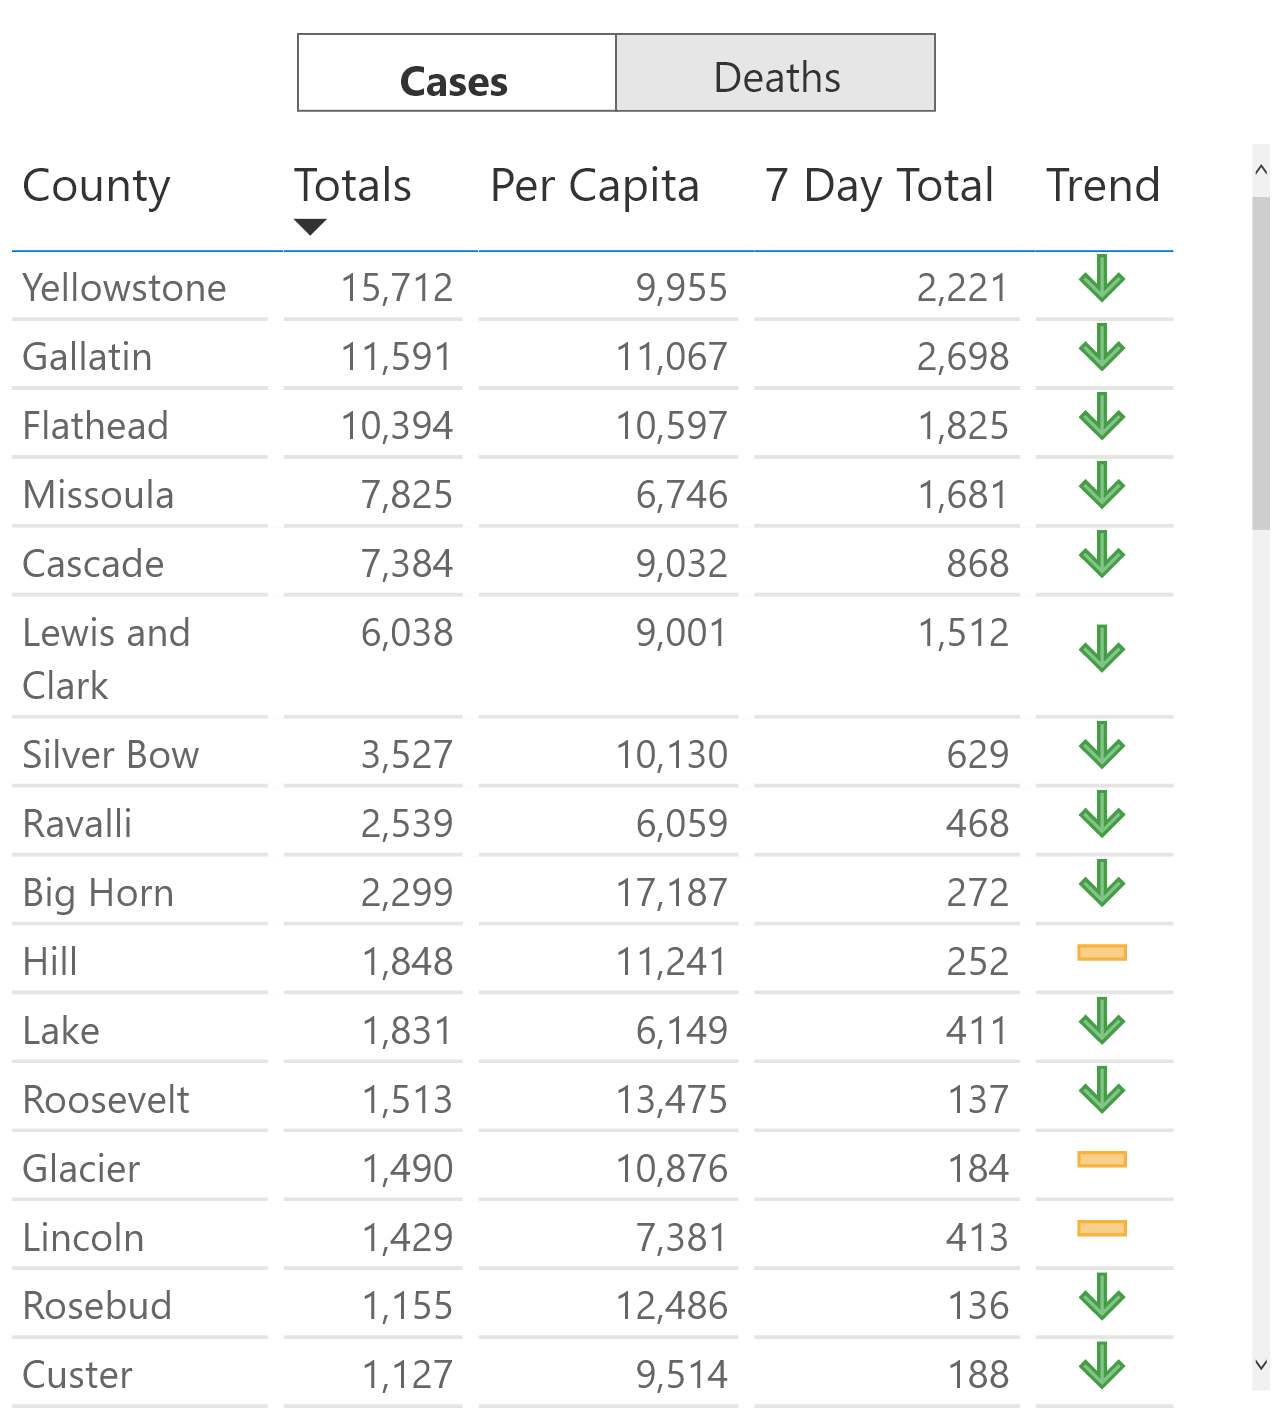 Cases Deaths
County Totals Per Capita 7 Day Total Trend
Yellowstone 15,712 9,955 2,221
Gallatin 11,591 11,067 2,698
Flathead 10,394 10,597 1,825
Missoula 7,825 6,746 1,681
Cascade 7,384 9,032 868
Lewis and 6,038 9,001 1,512
Clark
Silver Bow 3,527 10,130 629
Ravalli 2,539 6,059 468
Big Horn 2,299 17,187 272
Hill 1,848 11,241 252
Lake 1,831 6,149 411
Roosevelt 1,513 13,475 137
Glacier 1,490 10,876 184
Lincoln 1,429 7,381 413
Rosebud 1,155 12,486 136
Custer 1,127 9,514 188